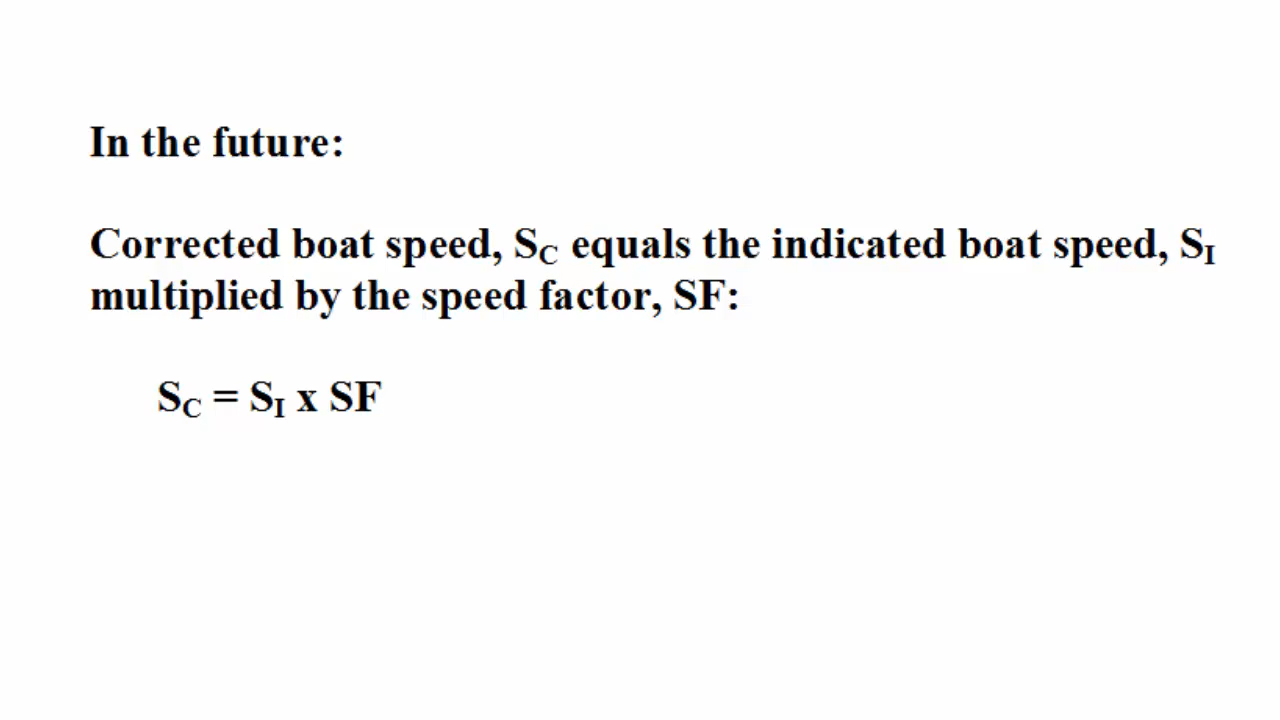 In the future:
Corrected boat speed, SC equals the indicated boat speed, SI
multiplied by the speed factor, SF:
SC = SI x SF